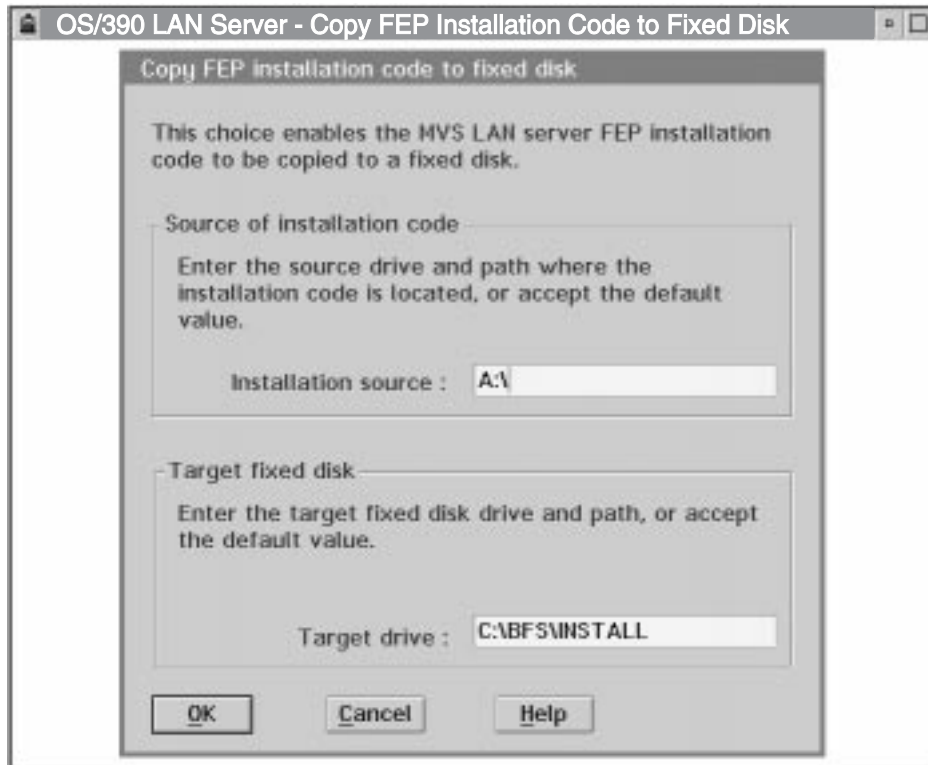 OS/390 LAN Server - Copy FEP Installation Code to Fixed Disk
Copy FEP installation code to fixed disk
This choice enables the MVS LAN server FEP installation
code to be copied to a fixed disk.
Source of installation code
Enter the source drive and path where the
installation code is located, or accept the default
value.
Installation source : A:\
Target fixed disk
Enter the target fixed disk drive and path, or accept
the default value.
Target drive : C:\BFS\INSTALL
OK Cancel Help